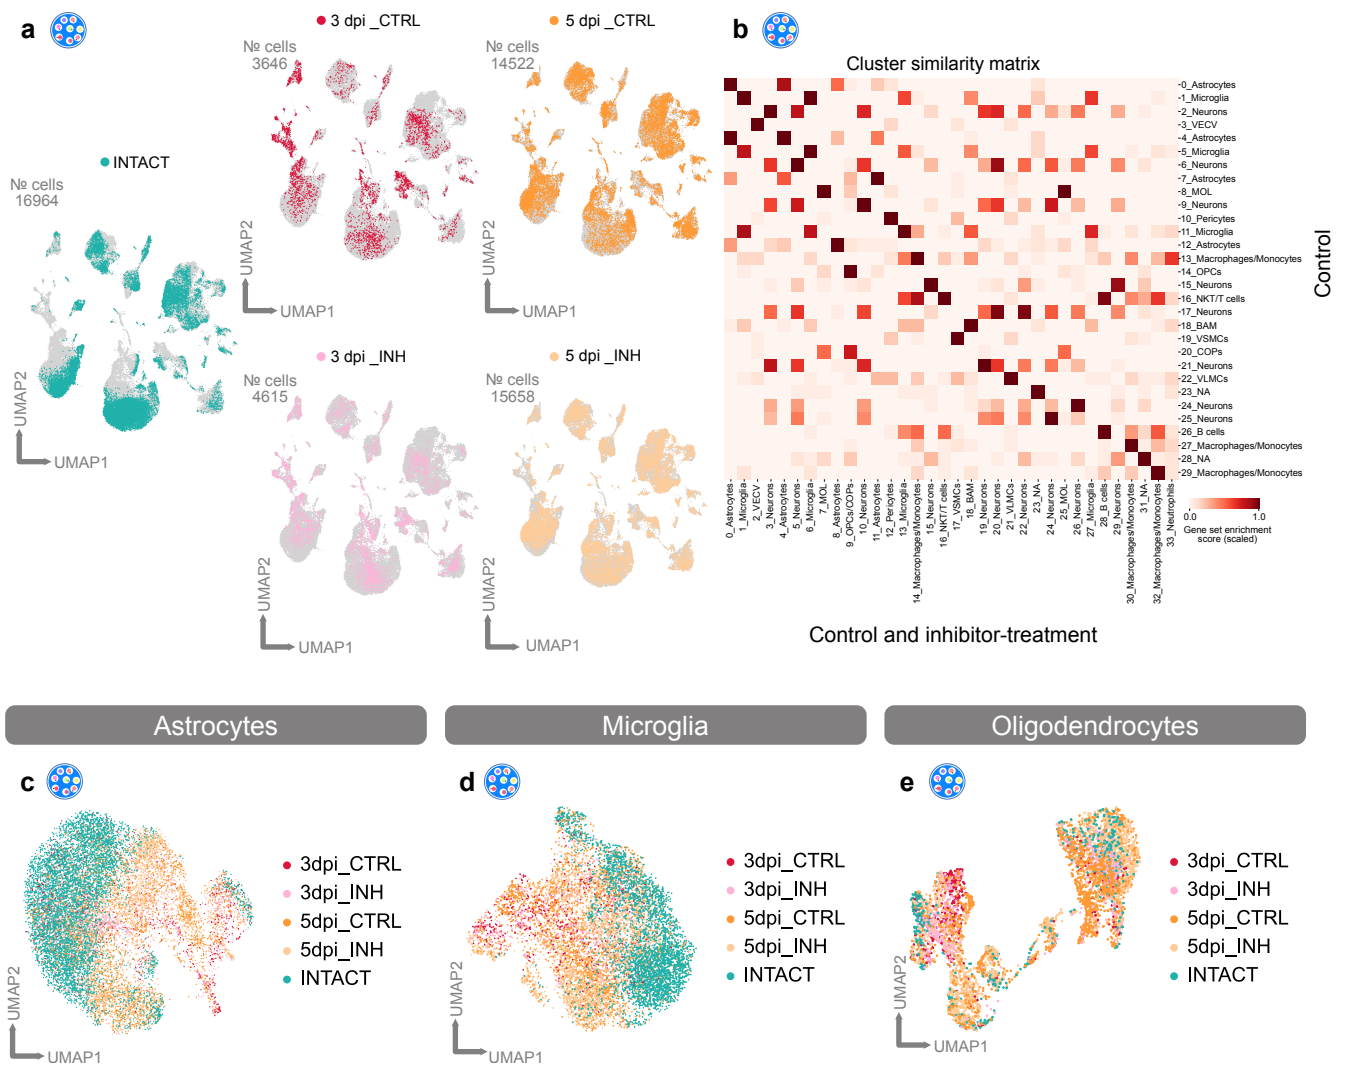 a
INTACT
№ cells
16964
UMAP2
UMAP1
3 dpi _CTRL
№ cells
3646
UMAP2
UMAP1
5 dpi _CTRL
№ cells
14522
UMAP2
UMAP1
3 dpi _INH
№ cells
4615
UMAP2
UMAP1
5 dpi _INH
№ cells
15658
UMAP2
UMAP1
b
Cluster similarity matrix
0_Astrocytes
1_Microglia
2_Neurons
3_VECV
4_Astrocytes
5_Microglia
6_Neurons
7_Astrocytes
8_MOL
9_Neurons
10_Pericytes
11_Microglia
12_Astrocytes
13_Macrophages/Monocytes
14_OPCs
15_Neurons
16_NKT/T cells
17_Neurons
18_BAM
19_VSMCs
20_COPs
21_Neurons
22_VLMCs
23_NA
24_Neurons
25_Neurons
26_B cells
27_Macrophages/Monocytes
28_NA
29_Macrophages/Monocytes
Control
0_Astrocytes
1_Microglia
2_VECV
3_Neurons
4_Astrocytes
5_Neurons
6_Microglia
7_MOL
8_Astrocytes
9_OPCs/COPs
10_Neurons
11_Astrocytes
12_Pericytes
13_Microglia
14_Macrophages/Monocytes
15_Neurons
16_NKT/T cells
17_VSMCs
18_BAM
19_Neurons
20_Neurons
21_VLMCs
22_Neurons
23_NA
24_Neurons
25_MOL
26_Neurons
27_Microglia
28_B cells
29_Neurons
30_Macrophages/Monocytes
31_NA
32_Macrophages/Monocytes
33_Neutrophils
Control and inhibitor-treatment
0.0 1.0
Gene set enrichment
score (scaled)
Astrocytes
c
3dpi_CTRL
3dpi_INH
5dpi_CTRL
5dpi_INH
INTACT
UMAP2
UMAP1
Microglia
d
3dpi_CTRL
3dpi_INH
5dpi_CTRL
5dpi_INH
INTACT
UMAP2
UMAP1
Oligodendrocytes
e
3dpi_CTRL
3dpi_INH
5dpi_CTRL
5dpi_INH
INTACT
UMAP2
UMAP1